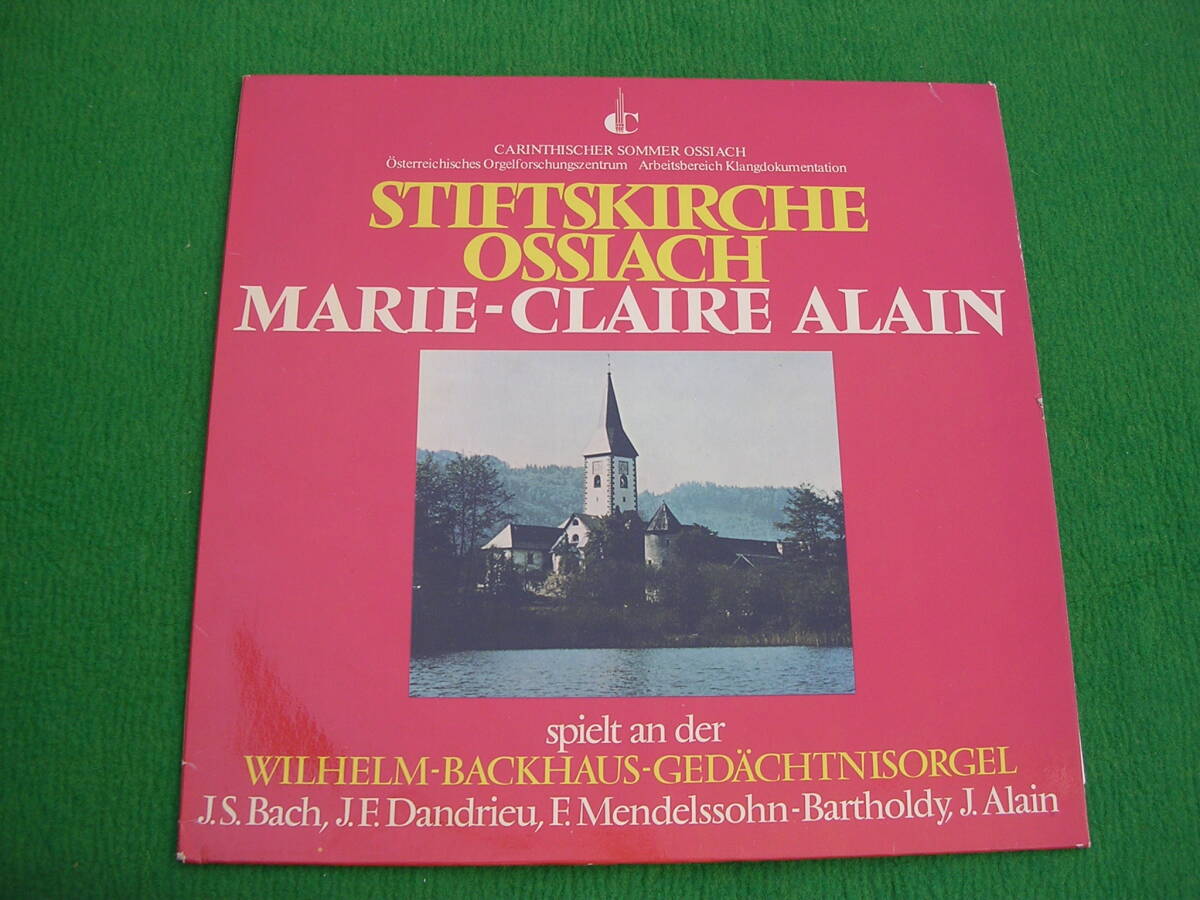 C
CARINTHISCHER SOMMER OSSIACH
Österreichisches Orgelforschungszentrum Arbeitsbereich Klangdokumentation
STIFTSKIRCHE
OSSIACH
MARIE-CLAIRE ALAIN
spielt an der
WILHELM-BACKHAUS-GEDÄCHTNISORGEL
J.S. Bach, J.F. Dandrieu, F. Mendelssohn-Bartholdy, J. Alain